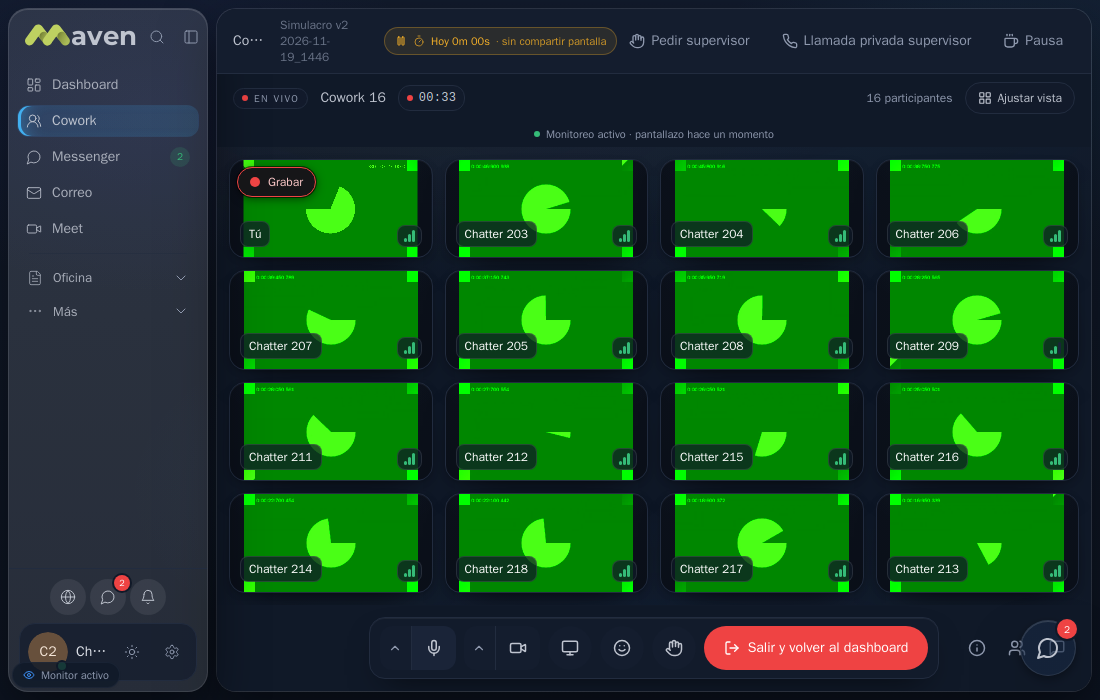 Maven
Dashboard
Cowork
Messenger 2
Correo
Meet
Oficina
Más
2
C2 Ch···
Monitor activo
Co···
Simulacro v2
2026-11-
19_1446
Hoy 0m 00s · sin compartir pantalla
Pedir supervisor
Llamada privada supervisor
Pausa
EN VIVO
Cowork 16
00:33
16 participantes
Ajustar vista
Monitoreo activo · pantallazo hace un momento
Grabar
Tú
Chatter 203
Chatter 204
Chatter 206
Chatter 207
Chatter 205
Chatter 208
Chatter 209
Chatter 211
Chatter 212
Chatter 215
Chatter 216
Chatter 214
Chatter 218
Chatter 217
Chatter 213
Salir y volver al dashboard
2